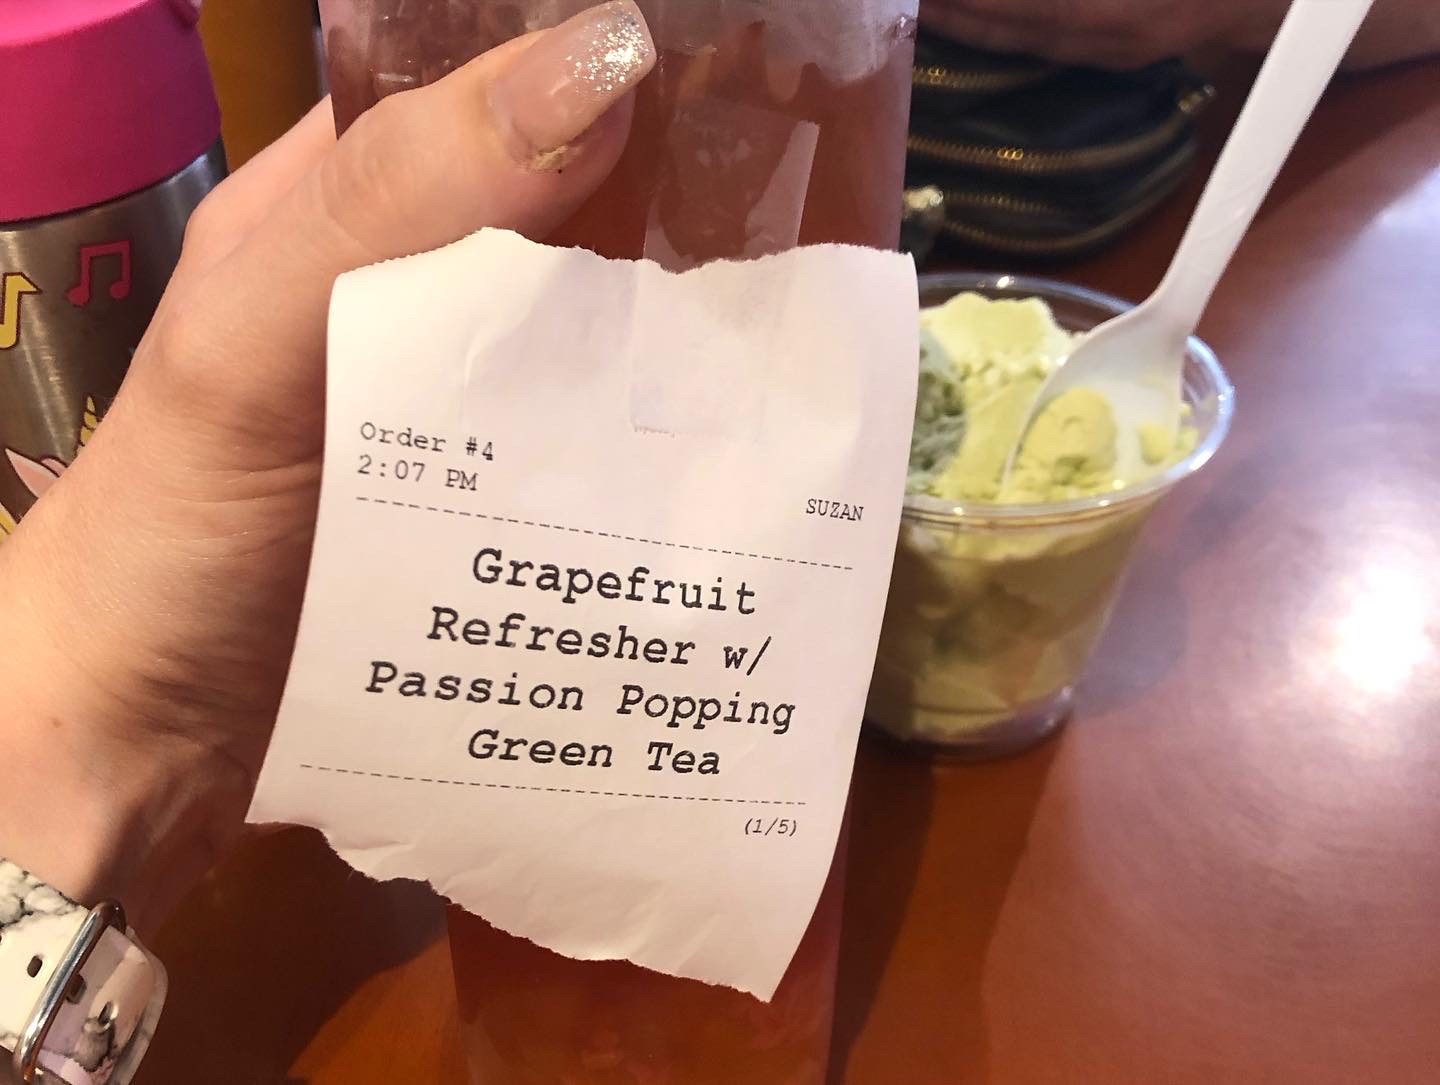 Order #4
2:07 PM
SUZAN
Grapefruit
Refresher w/
Passion Popping
Green Tea
(1/5)